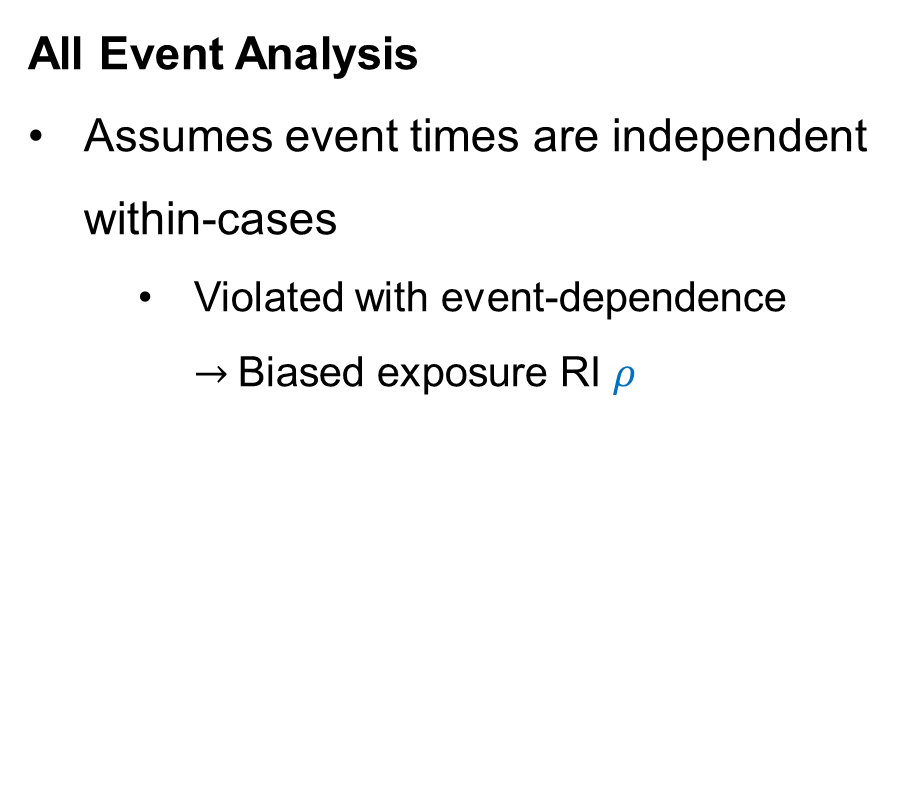 All Event Analysis
• Assumes event times are independent
within-cases
• Violated with event-dependence
→ Biased exposure RI ρ